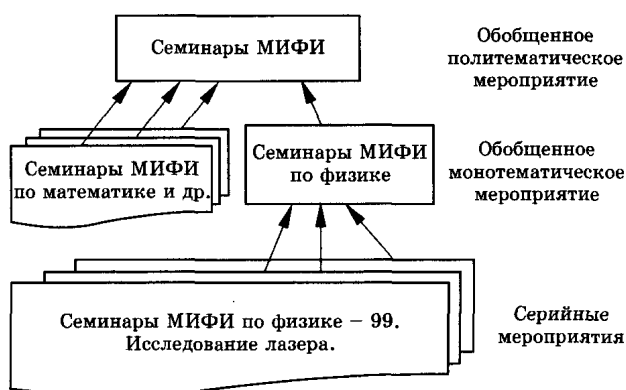 Семинары МИФИ
Обобщенное
политематическое
мероприятие
Семинары МИФИ
по математике и др.
Семинары МИФИ
по физике
Обобщенное
монотематическое
мероприятие
Семинары МИФИ по физике – 99.
Исследование лазера.
Серийные
мероприятия